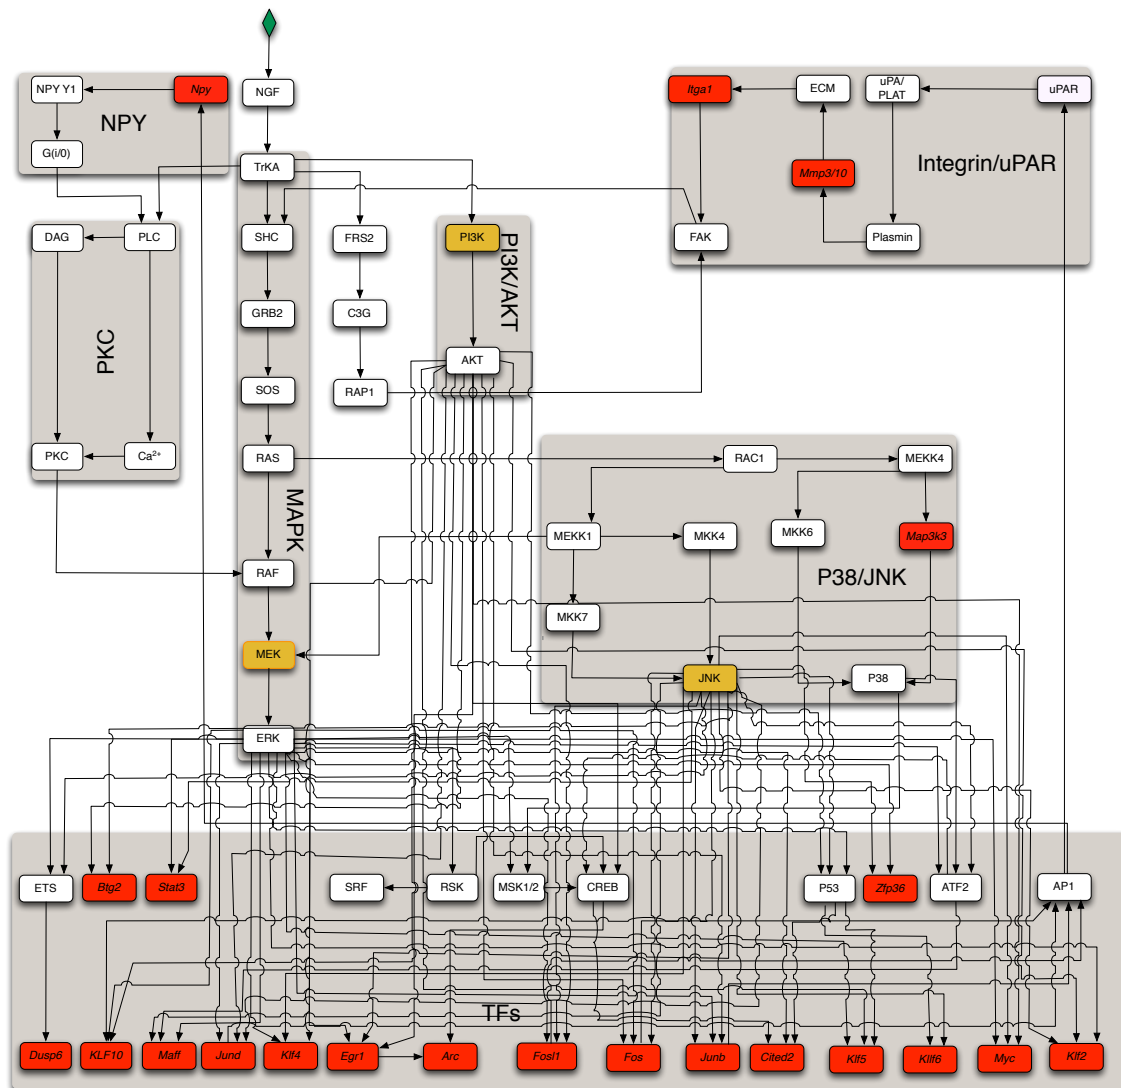 NPY Y1
Npy
NGF
Itga1
ECM
uPA/
PLAT
uPAR
NPY
G(i/0)
TrKA
Mmp3/10
Integrin/uPAR
DAG
PLC
SHC
FRS2
PI3K
PI3K/AKT
FAK
Plasmin
GRB2
C3G
PKC
AKT
SOS
RAP1
PKC
Ca²⁺
RAS
RAC1
MEKK4
MAPK
MEKK1
MKK4
MKK6
Map3k3
RAF
P38/JNK
MKK7
MEK
JNK
P38
ERK
ETS
Btg2
Stat3
SRF
RSK
MSK1/2
CREB
P53
Zfp36
ATF2
AP1
TFs
Dusp6
KLF10
Maff
Jund
Klf4
Egr1
Arc
Fosl1
Fos
Junb
Cited2
Klf5
Kllf6
Myc
Klf2